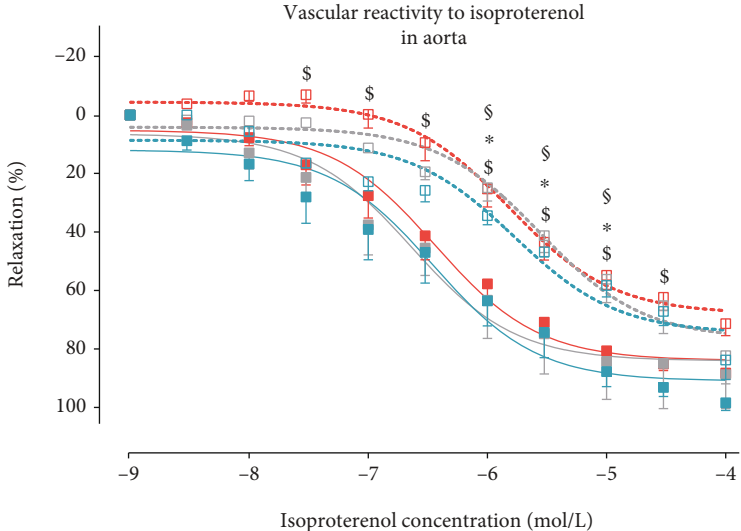 Vascular reactivity to isoproterenol
in aorta
Relaxation (%)
−20
0
20
40
60
80
100
$ $ $ § * $ § * $ § * $ $
−9 −8 −7 −6 −5 −4
Isoproterenol concentration (mol/L)